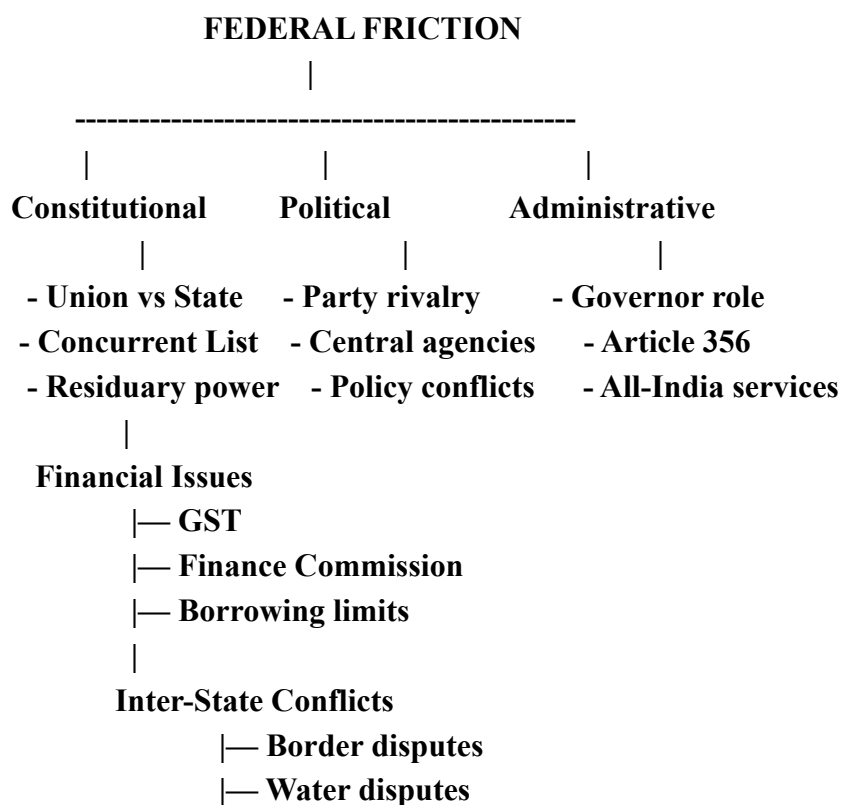 FEDERAL FRICTION
|
-----------------------------------------------
| | |
Constitutional Political Administrative
| | |
- Union vs State - Party rivalry - Governor role
- Concurrent List - Central agencies - Article 356
- Residuary power - Policy conflicts - All-India services
|
Financial Issues
|— GST
|— Finance Commission
|— Borrowing limits
|
Inter-State Conflicts
|— Border disputes
|— Water disputes